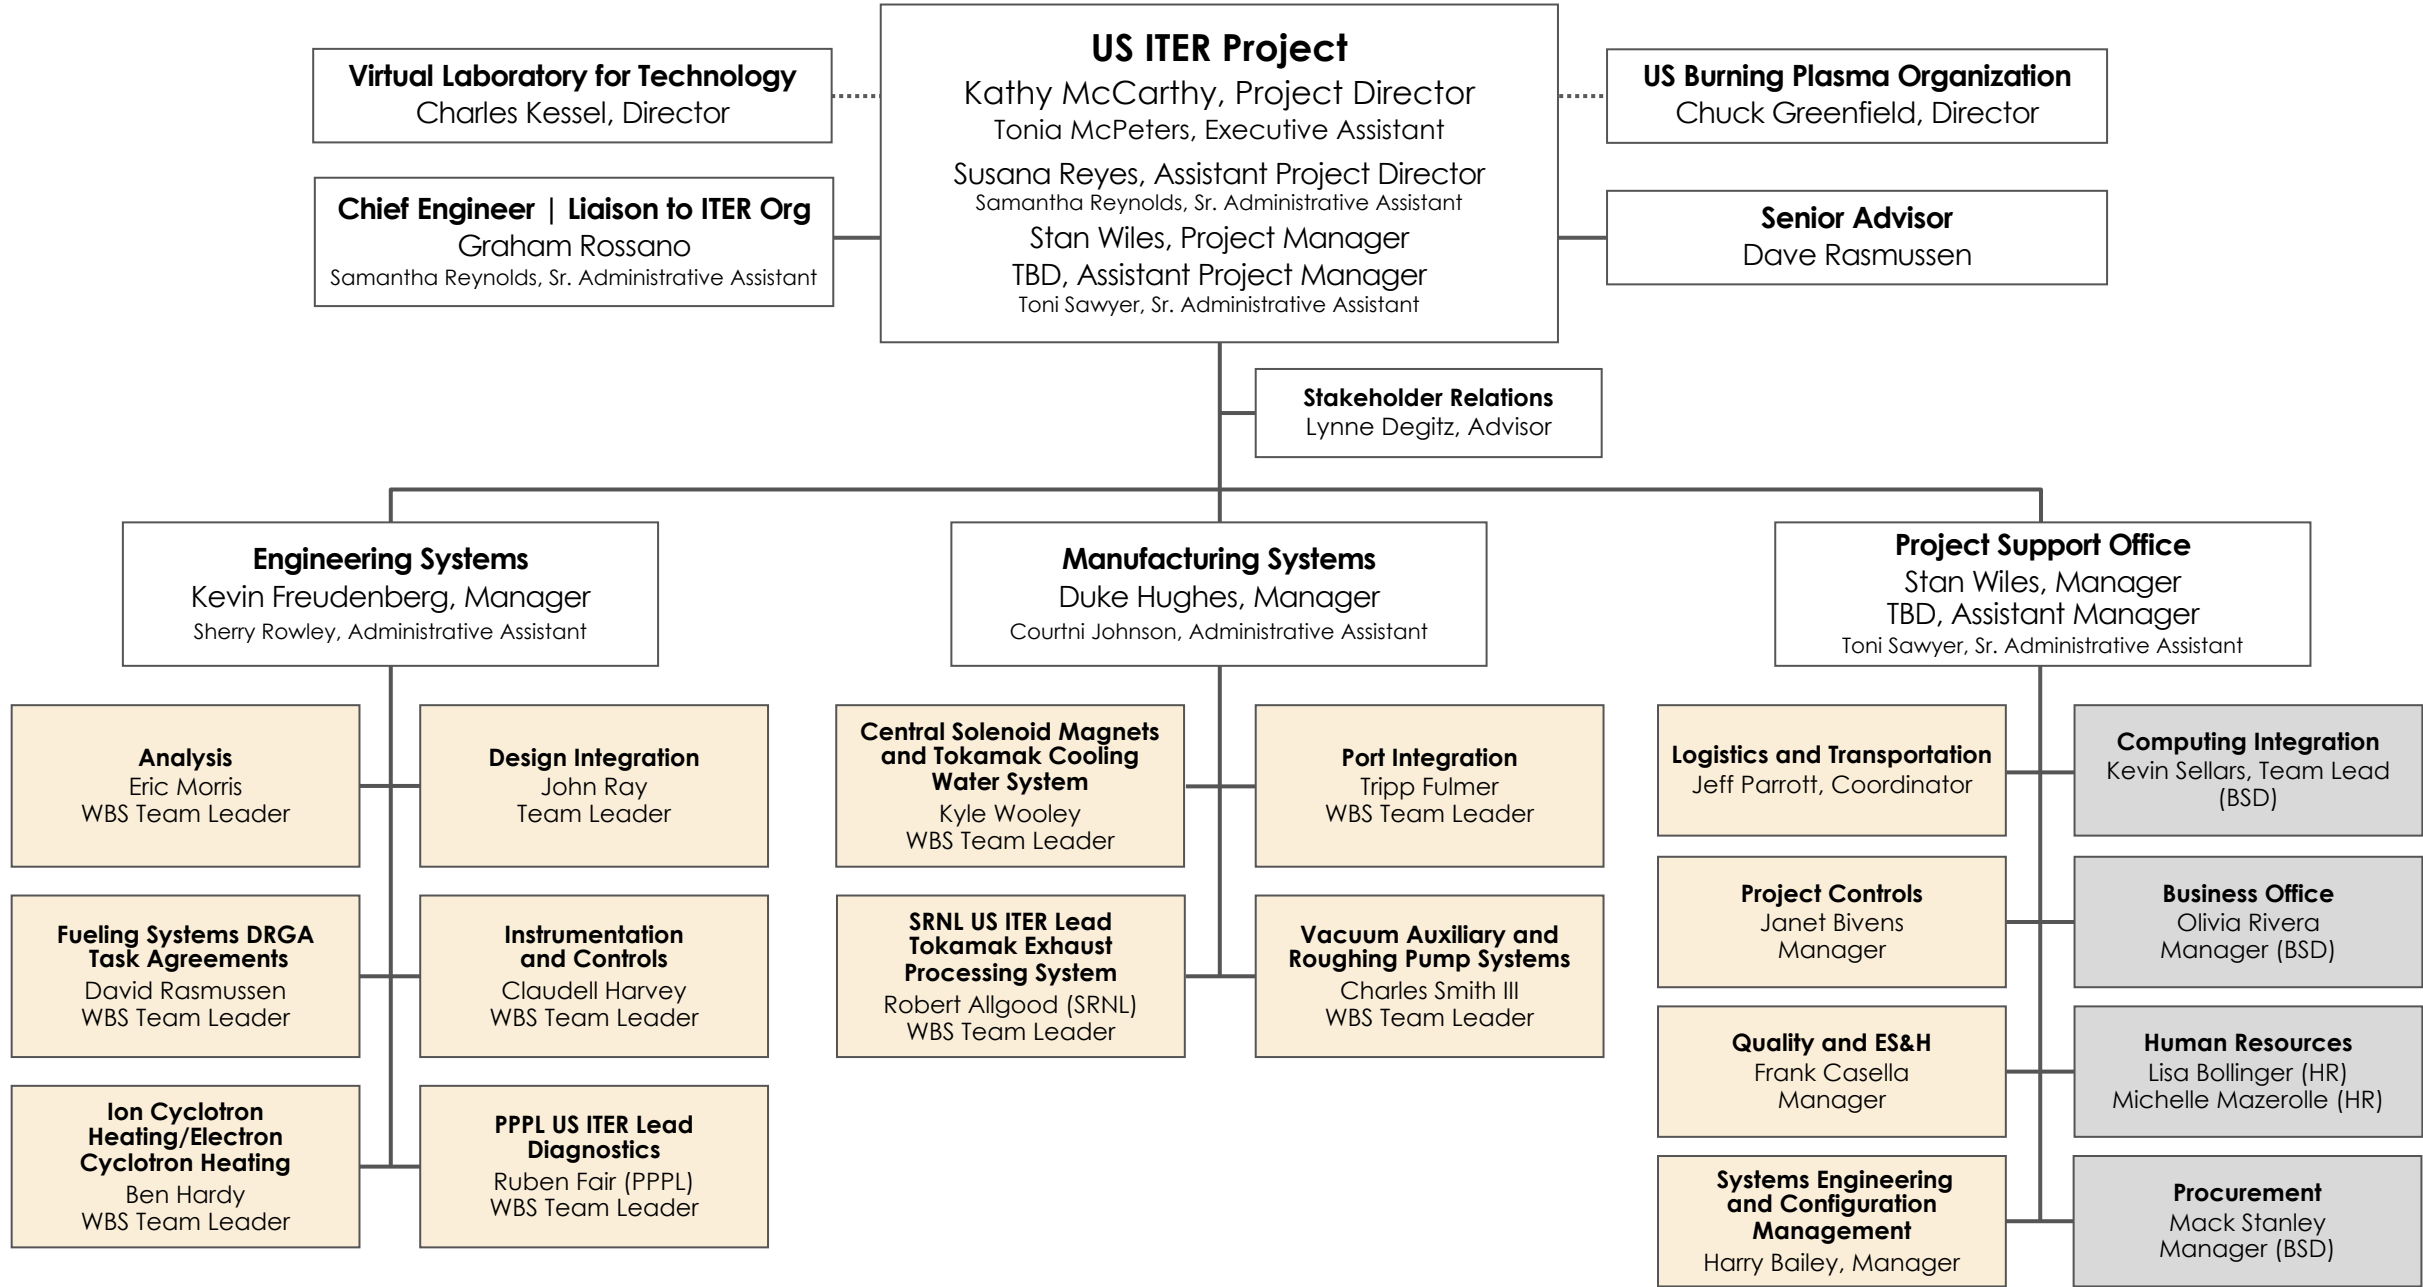 US ITER Project
Kathy McCarthy, Project Director
Tonia McPeters, Executive Assistant
Susana Reyes, Assistant Project Director
Samantha Reynolds, Sr. Administrative Assistant
Stan Wiles, Project Manager
TBD, Assistant Project Manager
Toni Sawyer, Sr. Administrative Assistant
Virtual Laboratory for Technology
Charles Kessel, Director
US Burning Plasma Organization
Chuck Greenfield, Director
Chief Engineer | Liaison to ITER Org
Graham Rossano
Samantha Reynolds, Sr. Administrative Assistant
Senior Advisor
Dave Rasmussen
Stakeholder Relations
Lynne Degitz, Advisor
Engineering Systems
Kevin Freudenberg, Manager
Sherry Rowley, Administrative Assistant
Manufacturing Systems
Duke Hughes, Manager
Courtni Johnson, Administrative Assistant
Project Support Office
Stan Wiles, Manager
TBD, Assistant Manager
Toni Sawyer, Sr. Administrative Assistant
Analysis
Eric Morris
WBS Team Leader
Design Integration
John Ray
Team Leader
Fueling Systems DRGA
Task Agreements
David Rasmussen
WBS Team Leader
Instrumentation
and Controls
Claudell Harvey
WBS Team Leader
Ion Cyclotron
Heating/Electron
Cyclotron Heating
Ben Hardy
WBS Team Leader
PPPL US ITER Lead
Diagnostics
Ruben Fair (PPPL)
WBS Team Leader
Central Solenoid Magnets
and Tokamak Cooling
Water System
Kyle Wooley
WBS Team Leader
Port Integration
Tripp Fulmer
WBS Team Leader
SRNL US ITER Lead
Tokamak Exhaust
Processing System
Robert Allgood (SRNL)
WBS Team Leader
Vacuum Auxiliary and
Roughing Pump Systems
Charles Smith III
WBS Team Leader
Logistics and Transportation
Jeff Parrott, Coordinator
Computing Integration
Kevin Sellars, Team Lead
(BSD)
Project Controls
Janet Bivens
Manager
Business Office
Olivia Rivera
Manager (BSD)
Quality and ES&H
Frank Casella
Manager
Human Resources
Lisa Bollinger (HR)
Michelle Mazerolle (HR)
Systems Engineering
and Configuration
Management
Harry Bailey, Manager
Procurement
Mack Stanley
Manager (BSD)